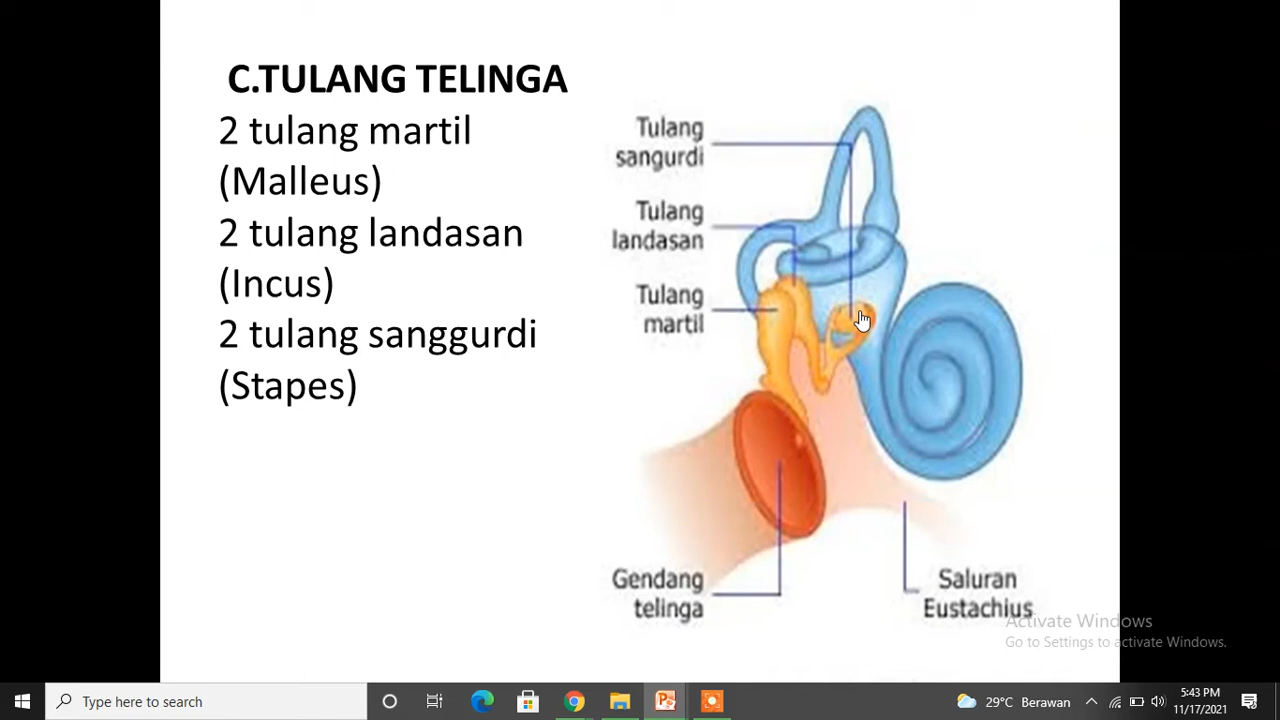 C.TULANG TELINGA
2 tulang martil
(Malleus)
2 tulang landasan
(Incus)
2 tulang sanggurdi
(Stapes)
Tulang
sangurdi
Tulang
landasan
Tulang
martil
Gendang
telinga
Saluran
Eustachius
Activate Windows
Go to Settings to activate Windows.
Type here to search
29°C Berawan
5:43 PM
11/17/2021